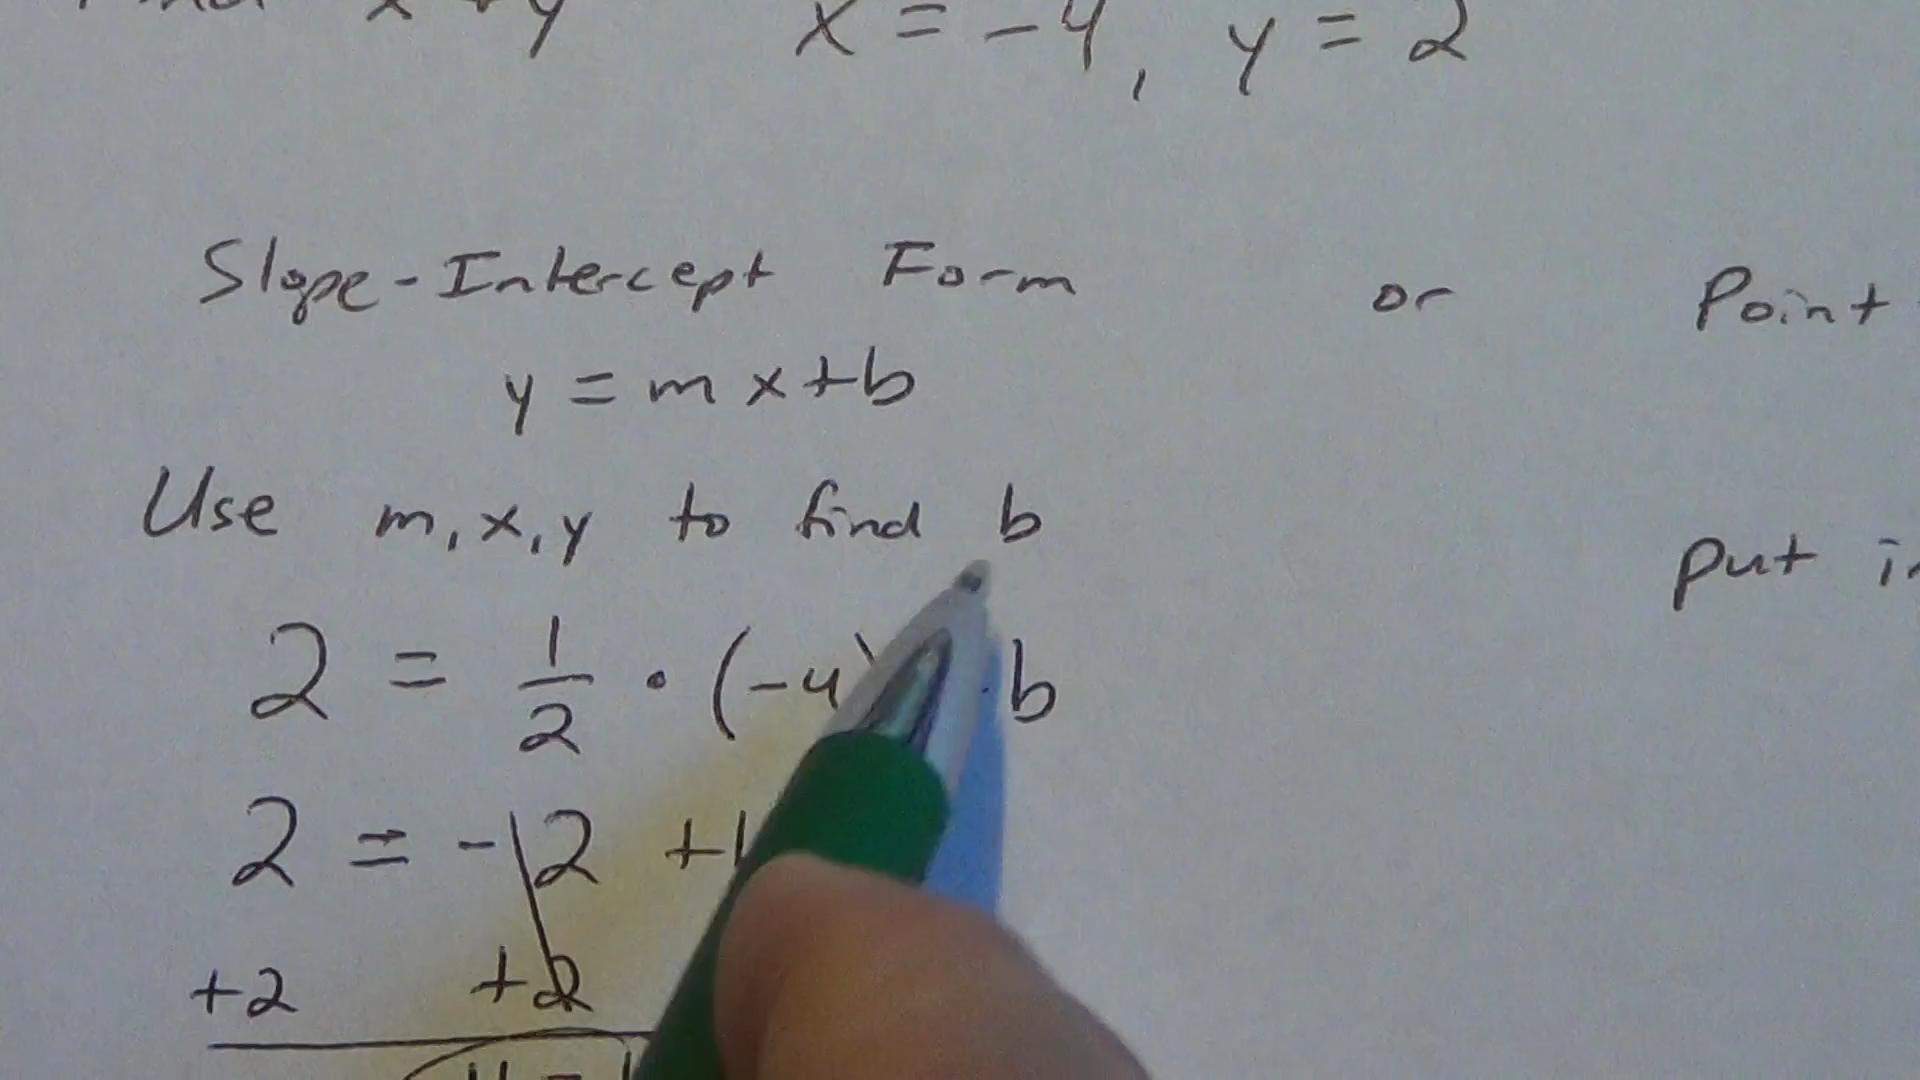 x + y x = -4, y = 2
Slope-Intercept Form or Point
y = mx+b
Use m, x, y to find b
put
2 = 1/2 • (-4) b
2 = -2 +
+2 +2